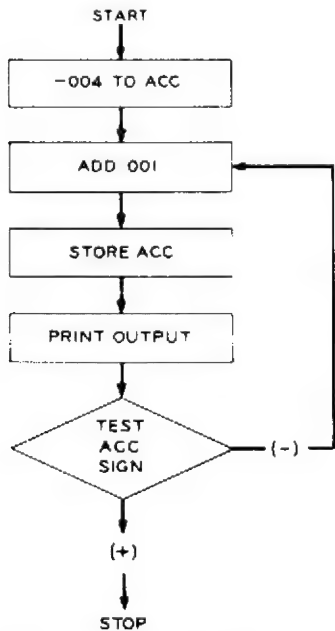 START
-004 TO ACC
ADD 001
STORE ACC
PRINT OUTPUT
TEST
ACC
SIGN
(-)
(+)
STOP